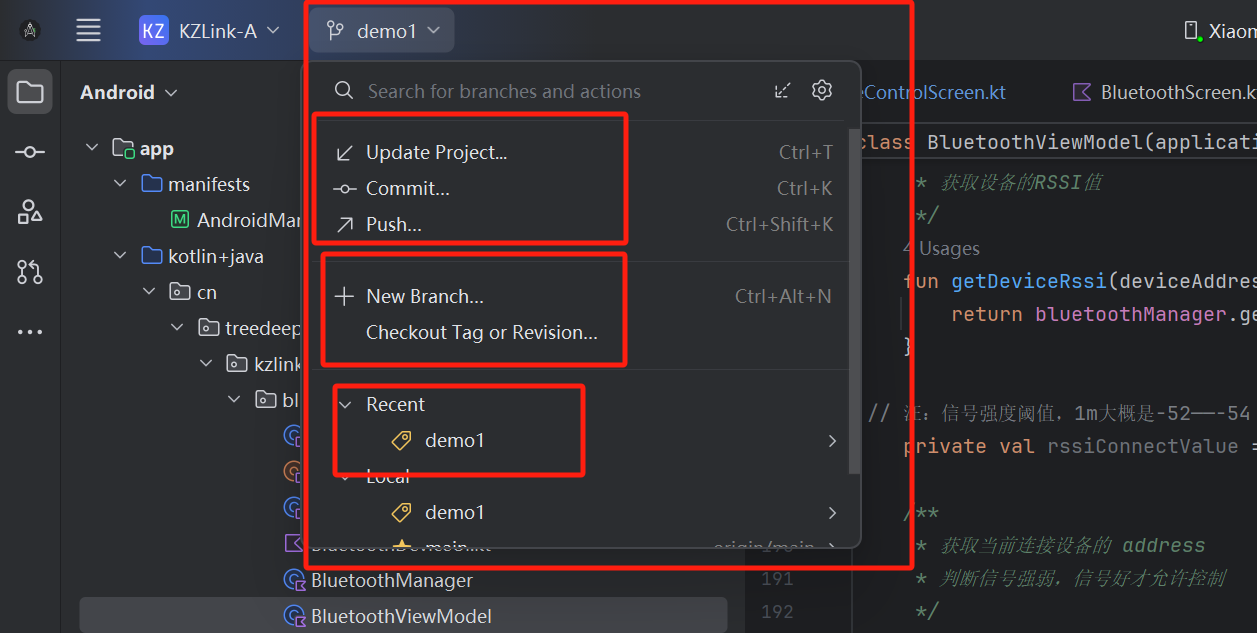 KZ KZLink-A demo1 Xiaom
Android
Search for branches and actions
eControlScreen.kt BluetoothScreen.k
app
manifests
AndroidMan
kotlin+java
cn
treedeep
kzlink
bl
BluetoothManager
BluetoothViewModel
Update Project... Ctrl+T
Commit... Ctrl+K
Push... Ctrl+Shift+K
New Branch... Ctrl+Alt+N
Checkout Tag or Revision...
Recent
demo1
Local
demo1
main origin/main
class BluetoothViewModel(applicati
* 获取设备的RSSI值
*/
4 Usages
fun getDeviceRssi(deviceAddres
return bluetoothManager.ge
}
// 注：信号强度阈值，1m大概是-52——-54
private val rssiConnectValue =
/**
* 获取当前连接设备的 address
191 * 判断信号强弱，信号好才允许控制
192 */